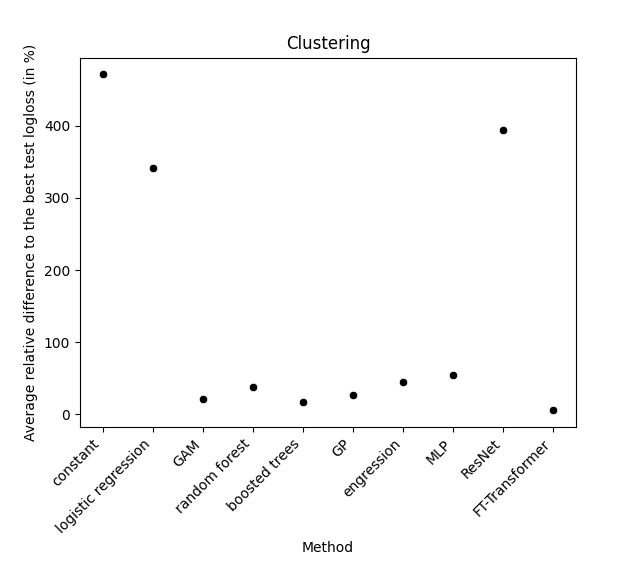 Clustering
Average relative difference to the best test logloss (in %)
400
300
200
100
0
constant
logistic regression
GAM
random forest
boosted trees
GP
engression
MLP
ResNet
FT-Transformer
Method